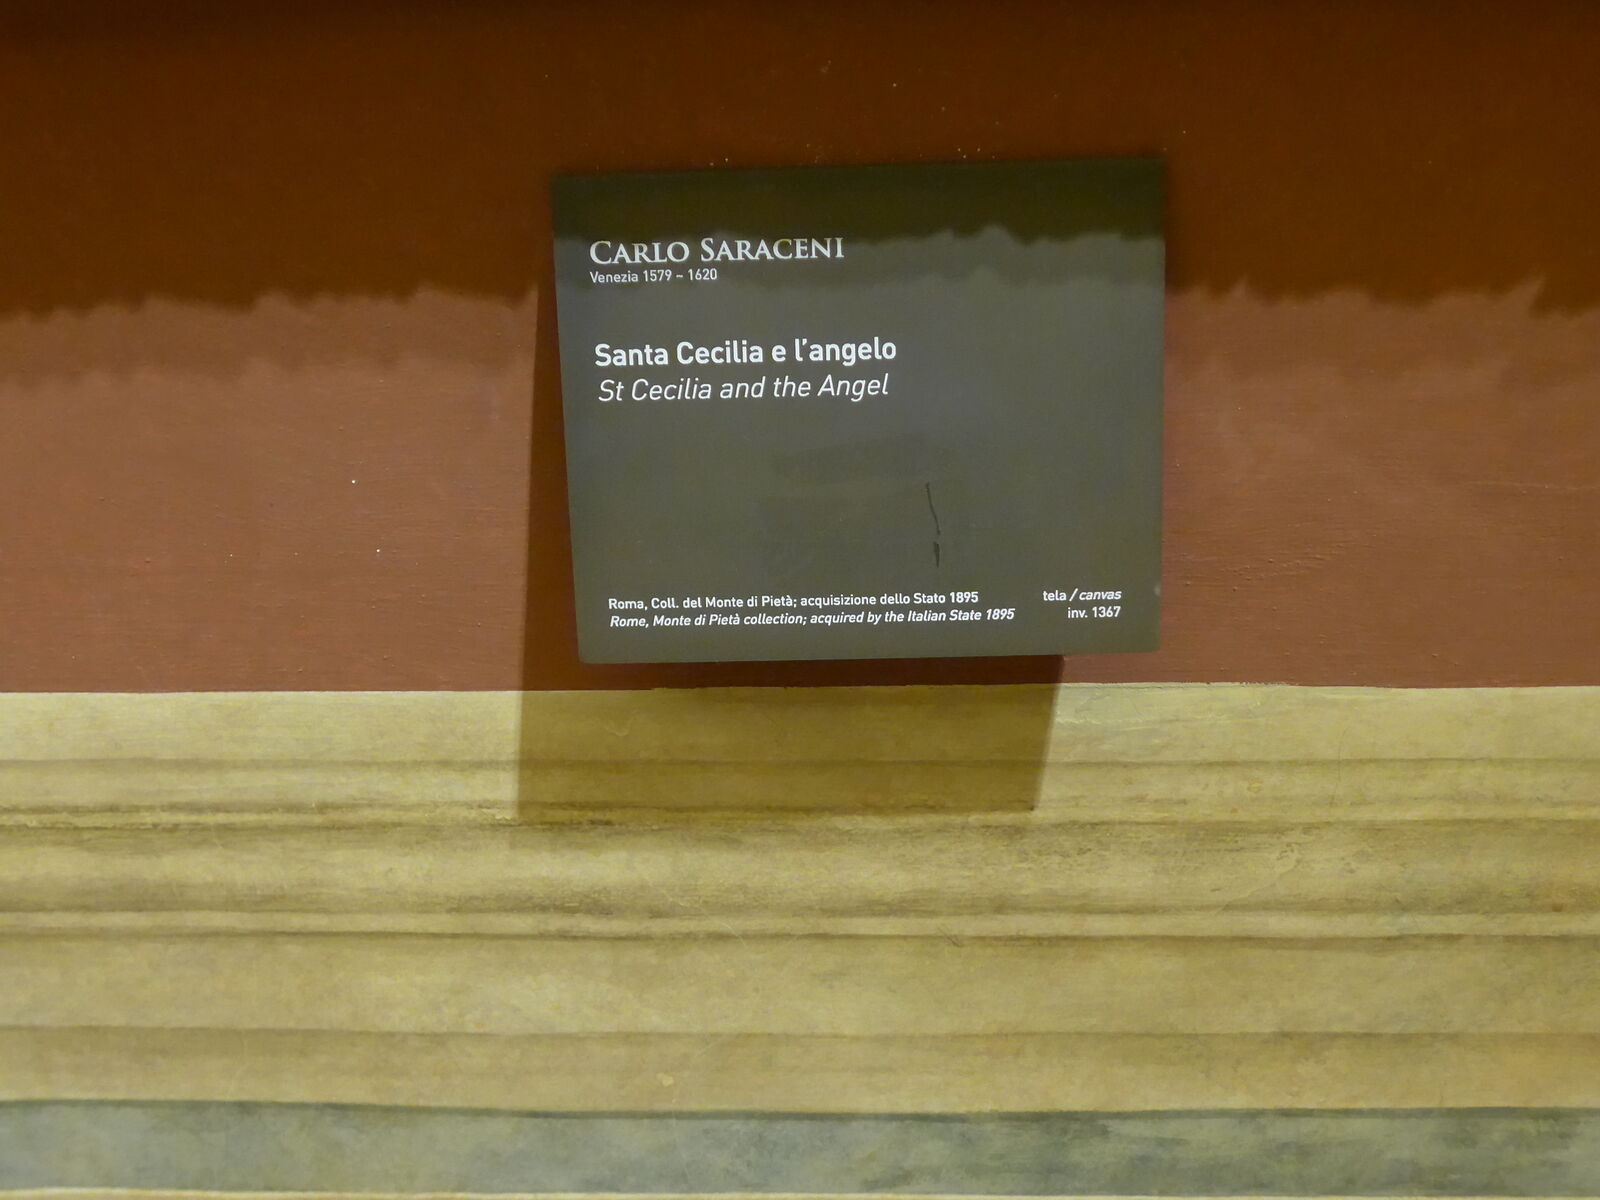 CARLO SARACENI
Venezia 1579 – 1620
Santa Cecilia e l'angelo
St Cecilia and the Angel
Roma, Coll. del Monte di Pietà; acquisizione dello Stato 1895
Rome, Monte di Pietà collection; acquired by the Italian State 1895
tela / canvas
inv. 1367